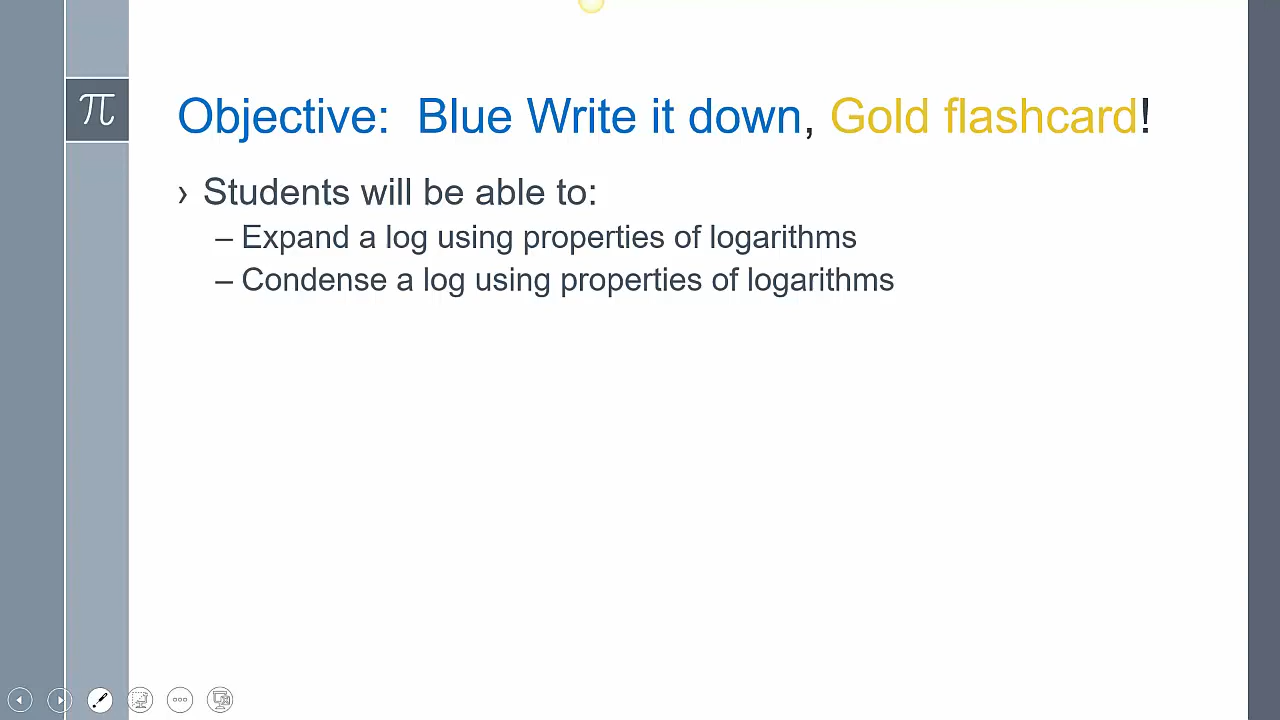 π
Objective:  Blue Write it down, Gold flashcard!
› Students will be able to:
– Expand a log using properties of logarithms
– Condense a log using properties of logarithms